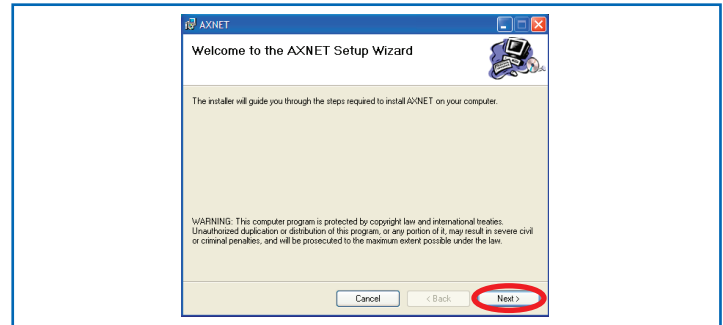 AXNET
Welcome to the AXNET Setup Wizard
The installer will guide you through the steps required to install AXNET on your computer.
WARNING: This computer program is protected by copyright law and international treaties.
Unauthorized duplication or distribution of this program, or any portion of it, may result in severe civil
or criminal penalties, and will be prosecuted to the maximum extent possible under the law.
Cancel < Back Next >